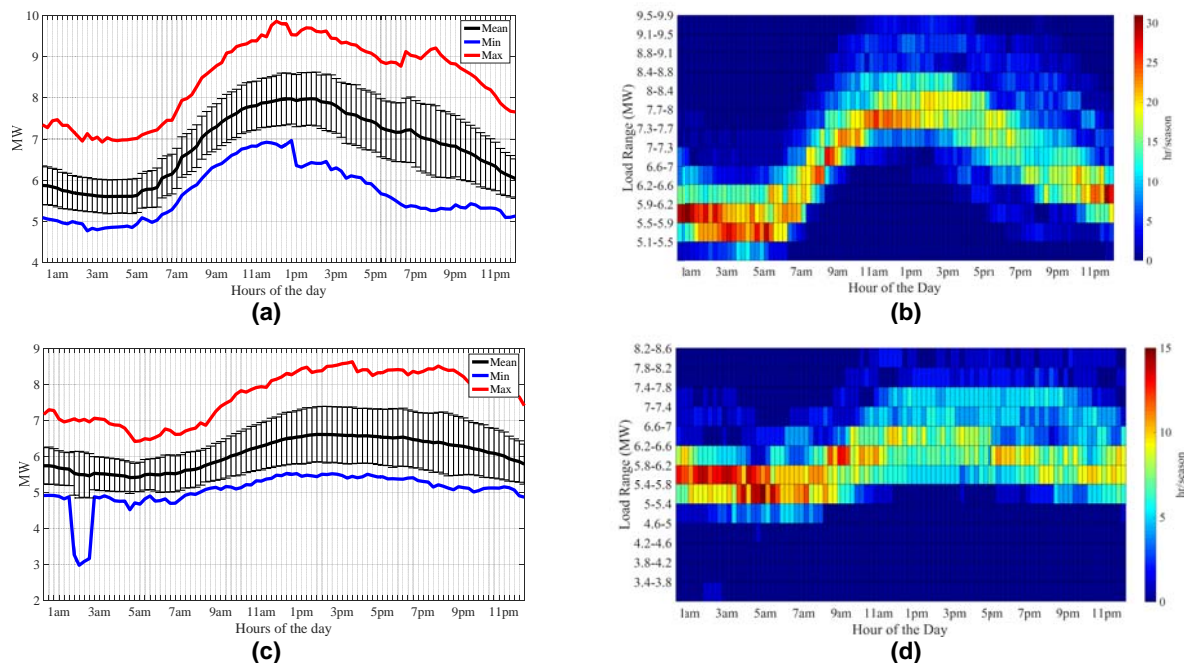 10
9
8
7
6
5
4
MW
Mean
Min
Max
1am 3am 5am 7am 9am 11am 1pm 3pm 5pm 7pm 9pm 11pm
Hours of the day
(a)
9.5-9.9
9.1-9.5
8.8-9.1
8.4-8.8
8-8.4
7.7-8
7.3-7.7
7-7.3
6.6-7
6.2-6.6
5.9-6.2
5.5-5.9
5.1-5.5
Load Range (MW)
1am 3am 5am 7am 9am 11am 1pm 3pm 5pm 7pm 9pm 11pm
Hour of the Day
30
25
20
15
10
5
0
hr/season
(b)
9
8
7
6
5
4
3
2
MW
Mean
Min
Max
1am 3am 5am 7am 9am 11am 1pm 3pm 5pm 7pm 9pm 11pm
Hours of the day
(c)
8.2-8.6
7.8-8.2
7.4-7.8
7-7.4
6.6-7
6.2-6.6
5.8-6.2
5.4-5.8
5-5.4
4.6-5
4.2-4.6
3.8-4.2
3.4-3.8
Load Range (MW)
1am 3am 5am 7am 9am 11am 1pm 3pm 5pm 7pm 9pm 11pm
Hour of the Day
15
10
5
0
hr/season
(d)